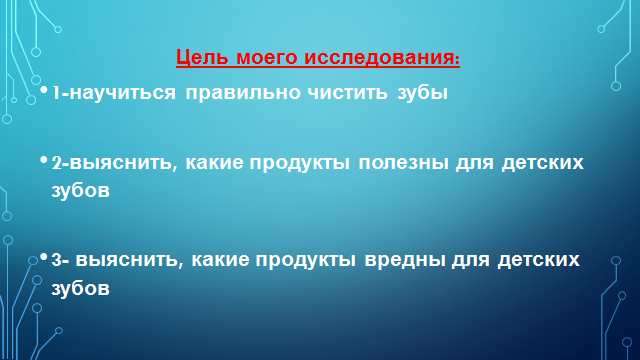 Цель моего исследования:
• 1-научиться правильно чистить зубы
• 2-выяснить, какие продукты полезны для детских
зубов
• 3- выяснить, какие продукты вредны для детских
зубов